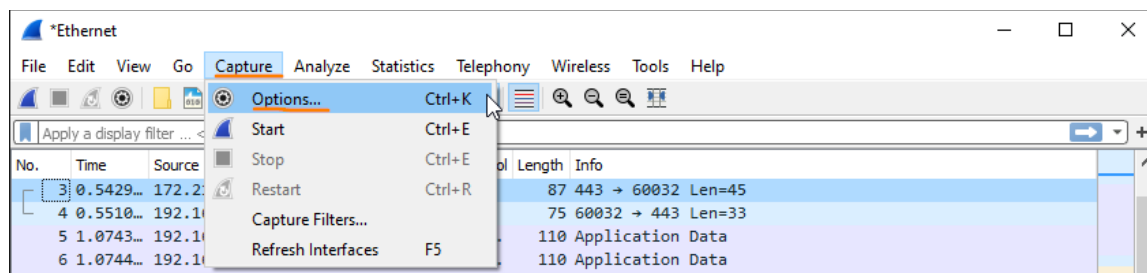 *Ethernet
File Edit View Go Capture Analyze Statistics Telephony Wireless Tools Help
Options... Ctrl+K
Apply a display filter ... <
Start Ctrl+E
Stop Ctrl+E
No. Time Source Length Info
Restart Ctrl+R
3 0.5429… 172.2 87 443 → 60032 Len=45
4 0.5510… 192.1 75 60032 → 443 Len=33
Capture Filters...
5 1.0743… 192.1 110 Application Data
Refresh Interfaces F5
6 1.0744… 192.1 110 Application Data